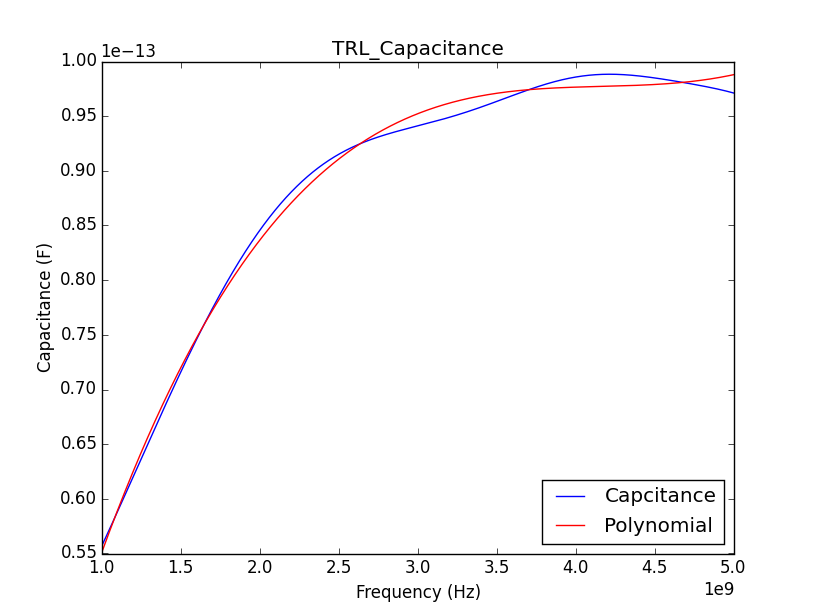 TRL_Capacitance
1e−13
1.00
0.95
0.90
0.85
0.80
0.75
0.70
0.65
0.60
0.55
Capacitance (F)
Capcitance
Polynomial
1.0 1.5 2.0 2.5 3.0 3.5 4.0 4.5 5.0
1e9
Frequency (Hz)